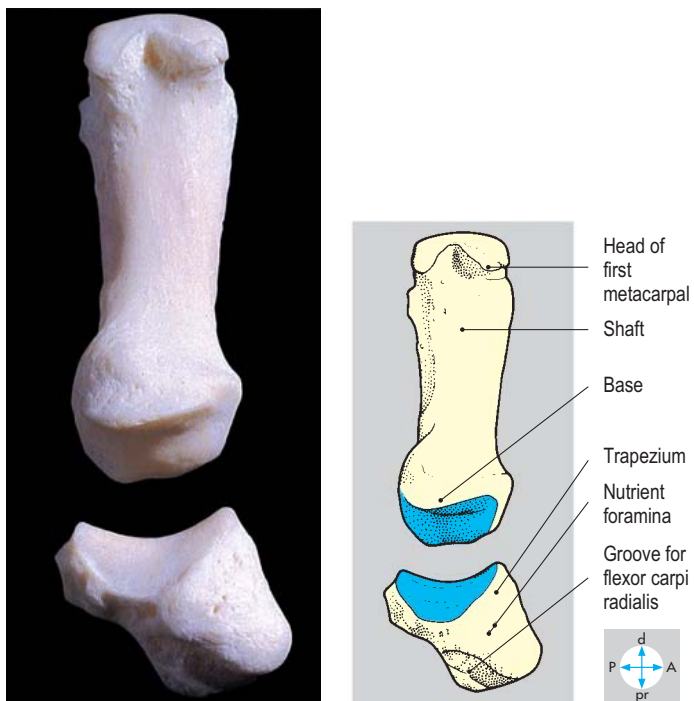 Head of
first
metacarpal
Shaft
Base
Trapezium
Nutrient
foramina
Groove for
flexor carpi
radialis
d
P A
pr